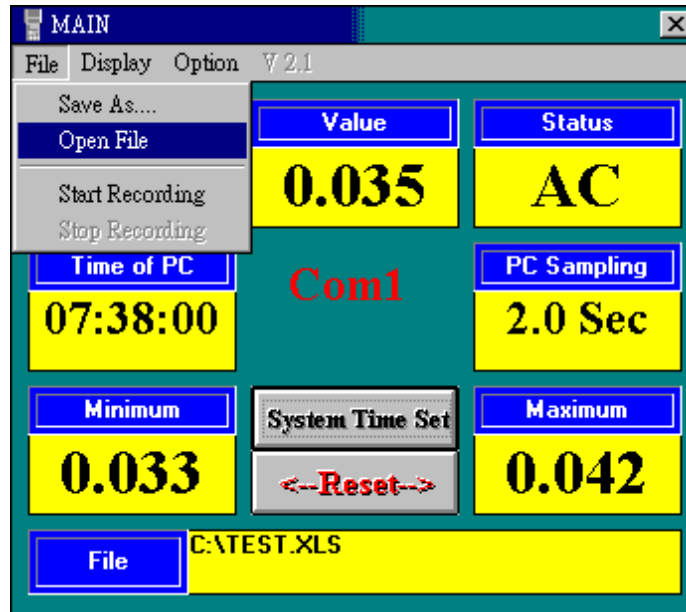 MAIN
File Display Option V 2.1
Save As....
Open File
Start Recording
Stop Recording
Value
0.035
Status
AC
Time of PC
07:38:00
Com1
PC Sampling
2.0 Sec
Minimum
0.033
System Time Set
<--Reset-->
Maximum
0.042
File
C:\TEST.XLS